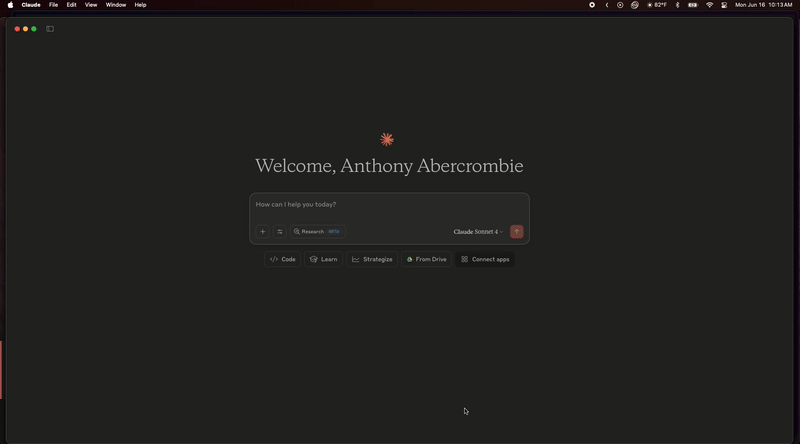 Claude File Edit View Window Help 82°F Mon Jun 16 10:13 AM
Welcome, Anthony Abercrombie
How can I help you today?
Research BETA Claude Sonnet 4
Code Learn Strategize From Drive Connect apps